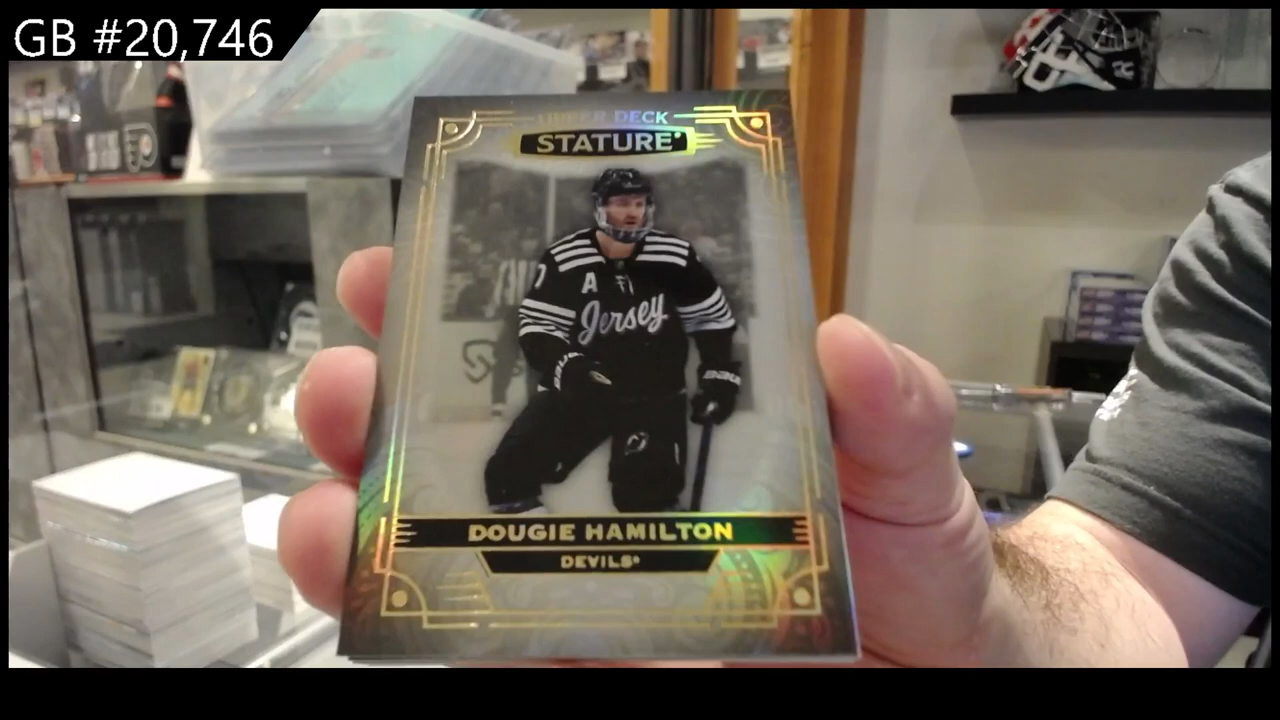 GB #20,746
UPPER DECK
STATURE
A
Jersey
DOUGIE HAMILTON
DEVILS